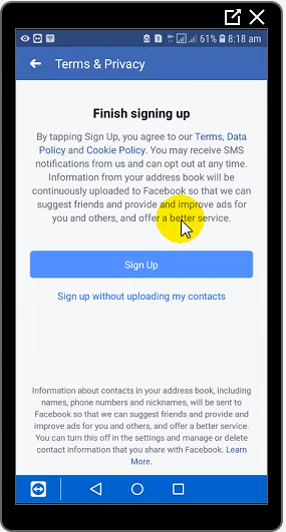 61% 8:18 am
Terms & Privacy
Finish signing up
By tapping Sign Up, you agree to our Terms, Data
Policy and Cookie Policy. You may receive SMS
notifications from us and can opt out at any time.
Information from your address book will be
continuously uploaded to Facebook so that we can
suggest friends and provide and improve ads for
you and others, and offer a better service.
Sign Up
Sign up without uploading my contacts
Information about contacts in your address book, including
names, phone numbers and nicknames, will be sent to
Facebook so that we can suggest friends and provide and
improve ads for you and others, and offer a better service.
You can turn this off in the settings and manage or delete
contact information that you share with Facebook. Learn
More.